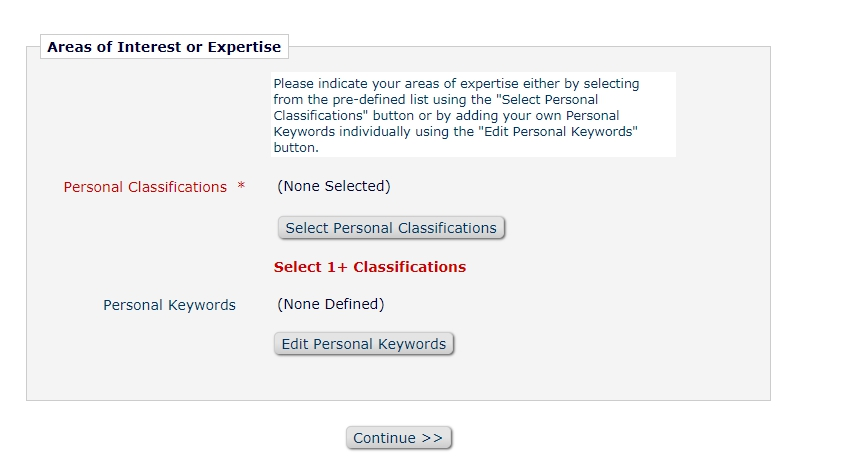 Areas of Interest or Expertise
Please indicate your areas of expertise either by selecting
from the pre-defined list using the "Select Personal
Classifications" button or by adding your own Personal
Keywords individually using the "Edit Personal Keywords"
button.
Personal Classifications * (None Selected)
Select Personal Classifications
Select 1+ Classifications
Personal Keywords (None Defined)
Edit Personal Keywords
Continue >>